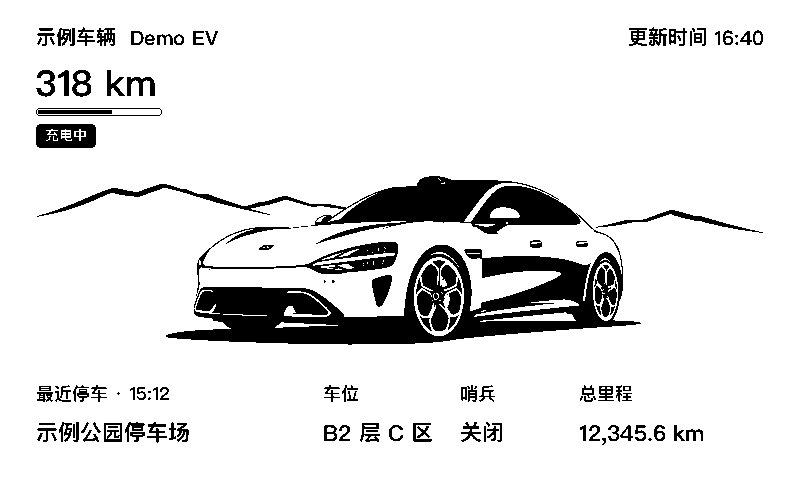 示例车辆 Demo EV
更新时间 16:40
318 km
充电中
最近停车 · 15:12
车位
哨兵
总里程
示例公园停车场
B2 层 C 区
关闭
12,345.6 km